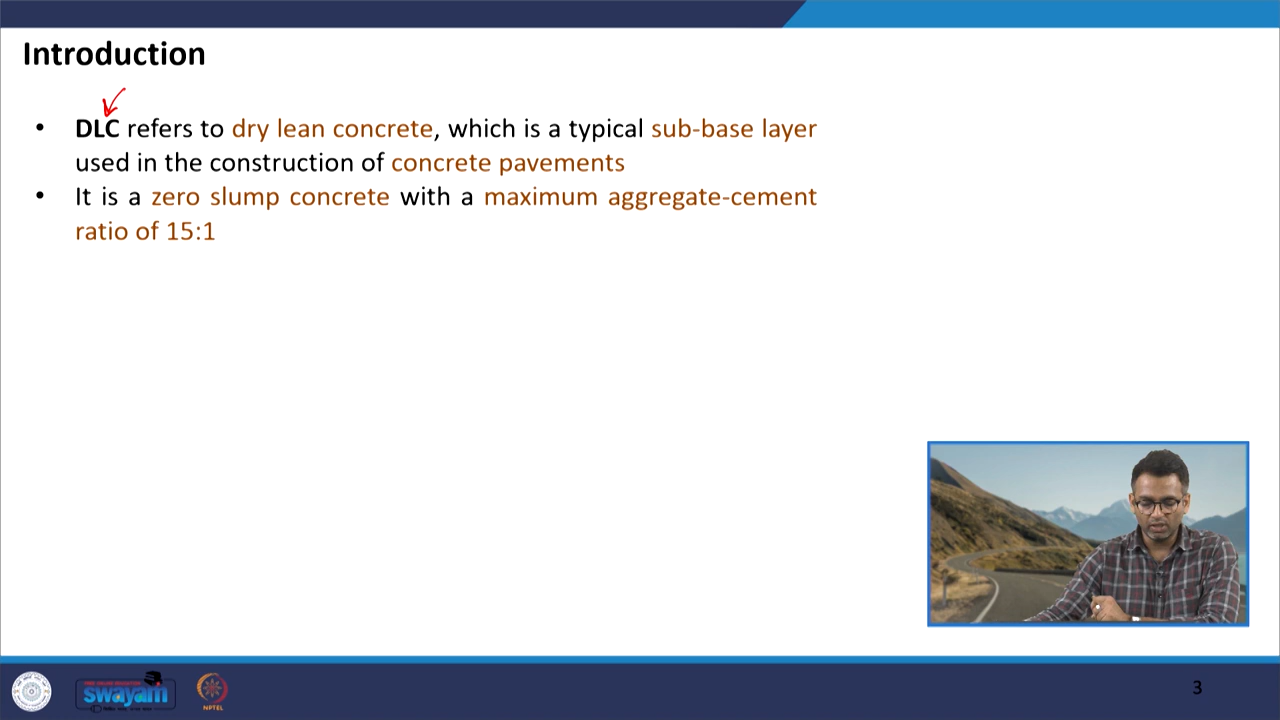 Introduction
• DLC refers to dry lean concrete, which is a typical sub-base layer
used in the construction of concrete pavements
• It is a zero slump concrete with a maximum aggregate-cement
ratio of 15:1
swayam
NPTEL
3